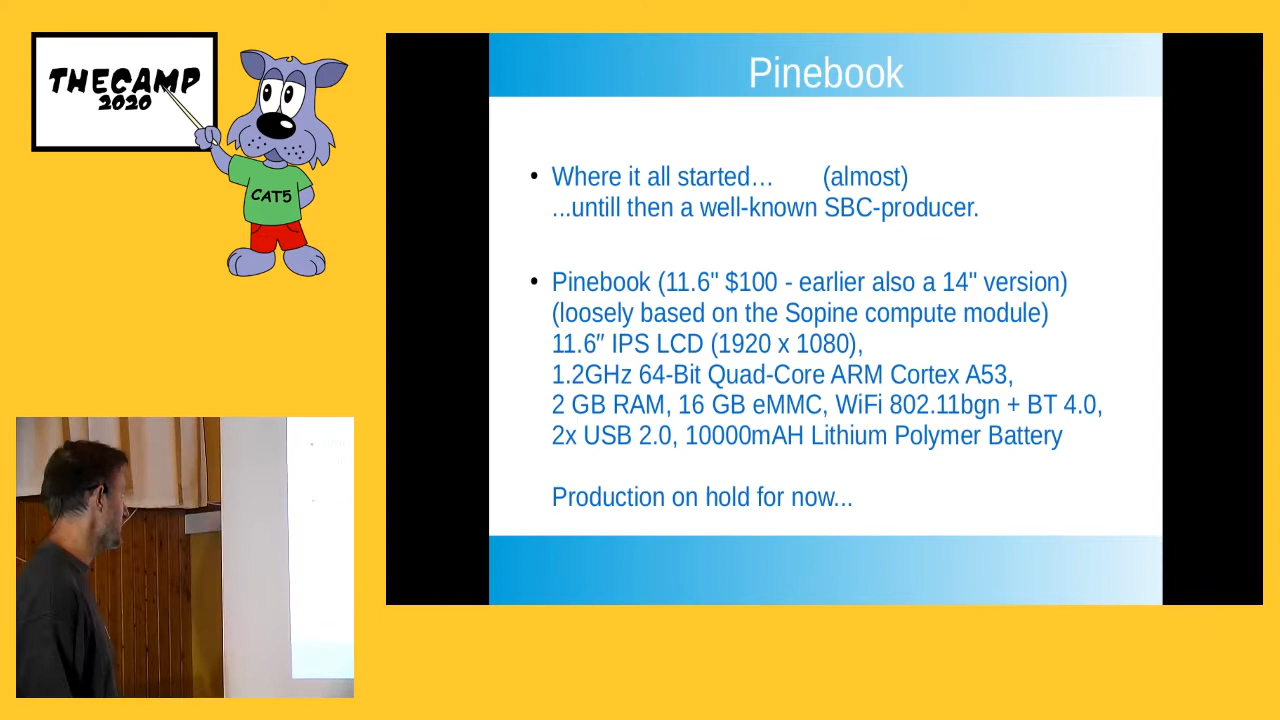 THECAMP
2020
CAT5
Pinebook
• Where it all started… (almost)
...untill then a well-known SBC-producer.
• Pinebook (11.6" $100 - earlier also a 14" version)
(loosely based on the Sopine compute module)
11.6″ IPS LCD (1920 x 1080),
1.2GHz 64-Bit Quad-Core ARM Cortex A53,
2 GB RAM, 16 GB eMMC, WiFi 802.11bgn + BT 4.0,
2x USB 2.0, 10000mAH Lithium Polymer Battery
Production on hold for now...